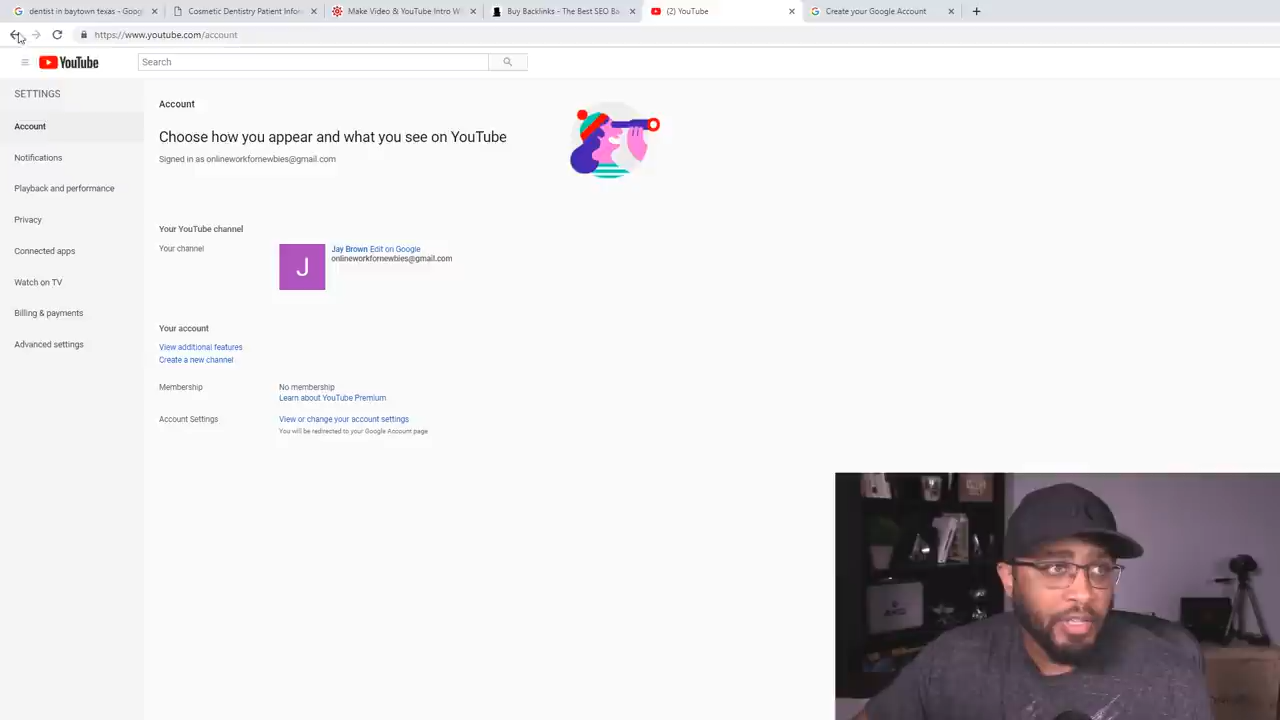 dentist in baytown texas - Goog
Cosmetic Dentistry Patient Infor
Make Video & YouTube Intro W
Buy Backlinks - The Best SEO Ba
(2) YouTube
Create your Google Account
https://www.youtube.com/account
YouTube
Search
SETTINGS
Account
Notifications
Playback and performance
Privacy
Connected apps
Watch on TV
Billing & payments
Advanced settings
Account
Choose how you appear and what you see on YouTube
Signed in as onlineworkfornewbies@gmail.com
Your YouTube channel
Your channel
J
Jay Brown Edit on Google
onlineworkfornewbies@gmail.com
Your account
View additional features
Create a new channel
Membership
No membership
Learn about YouTube Premium
Account Settings
View or change your account settings
You will be redirected to your Google Account page